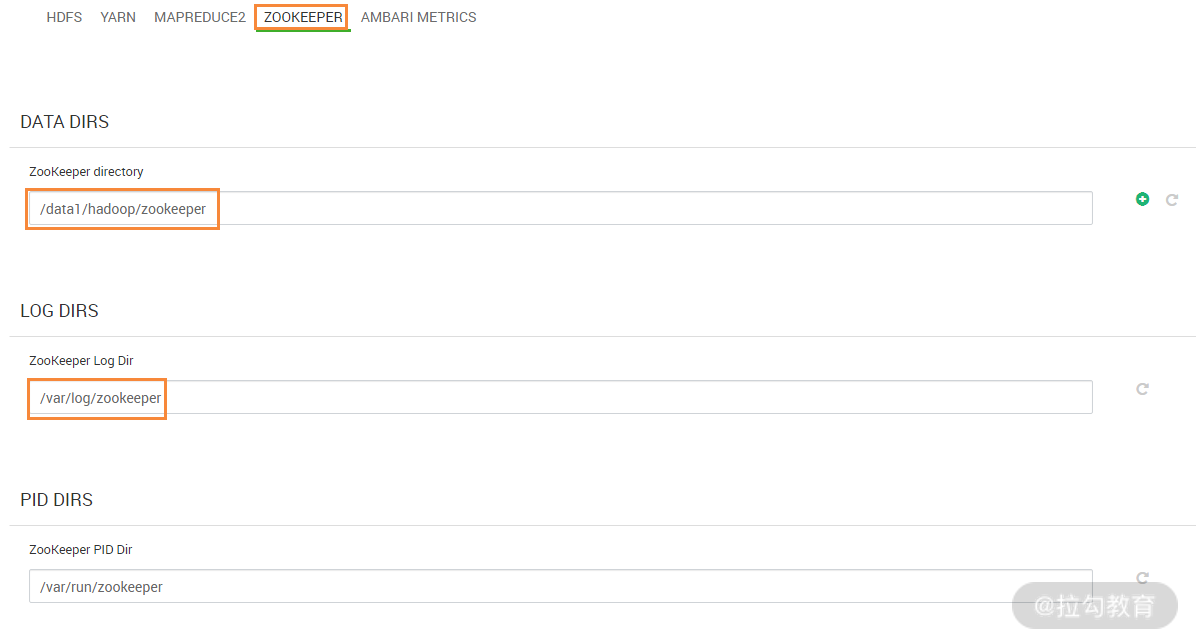 HDFS YARN MAPREDUCE2 ZOOKEEPER AMBARI METRICS
DATA DIRS
ZooKeeper directory
/data1/hadoop/zookeeper
LOG DIRS
ZooKeeper Log Dir
/var/log/zookeeper
PID DIRS
ZooKeeper PID Dir
/var/run/zookeeper
@拉勾教育